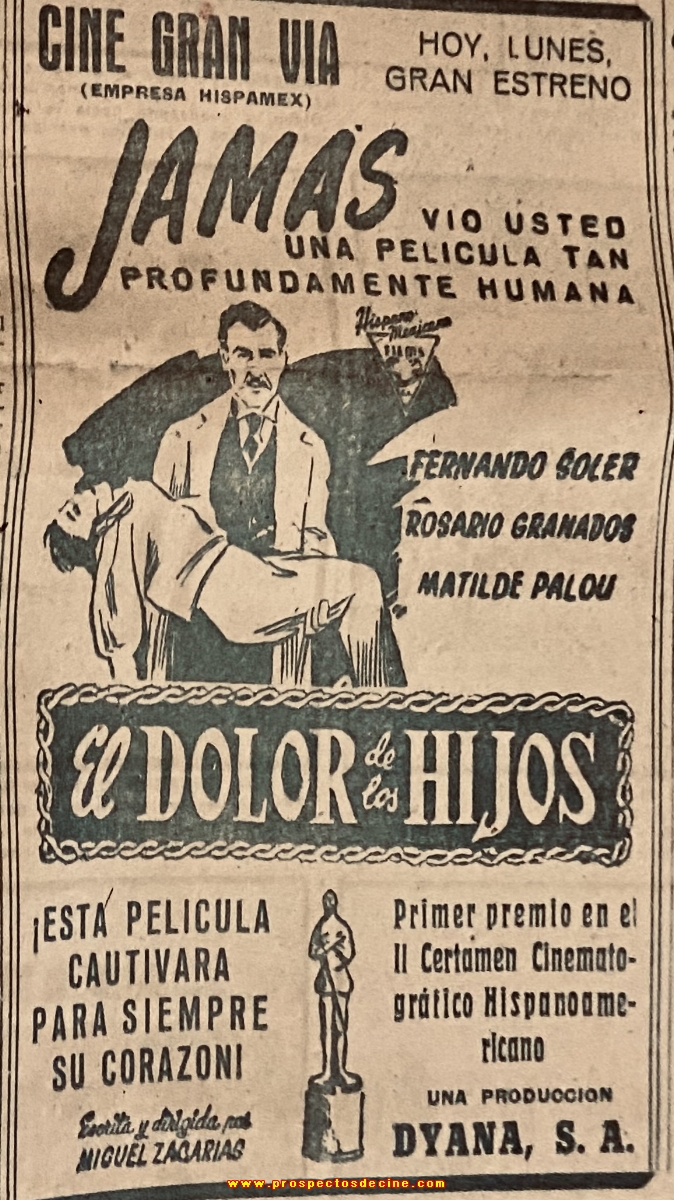 CINE GRAN VIA
(EMPRESA HISPAMEX)
HOY, LUNES,
GRAN ESTRENO
JAMAS VIO USTED
UNA PELICULA TAN
PROFUNDAMENTE HUMANA
Hispano
Mexicana
FERNANDO SOLER
ROSARIO GRANADOS
MATILDE PALOU
El DOLOR de los HIJOS
¡ESTA PELICULA
CAUTIVARA
PARA SIEMPRE
SU CORAZON!
Escrita y dirigida por
MIGUEL ZACARIAS
Primer premio en el
II Certamen Cinemato-
gráfico Hispanoame-
ricano
UNA PRODUCCION
DYANA, S. A.
www.prospectosdecine.com